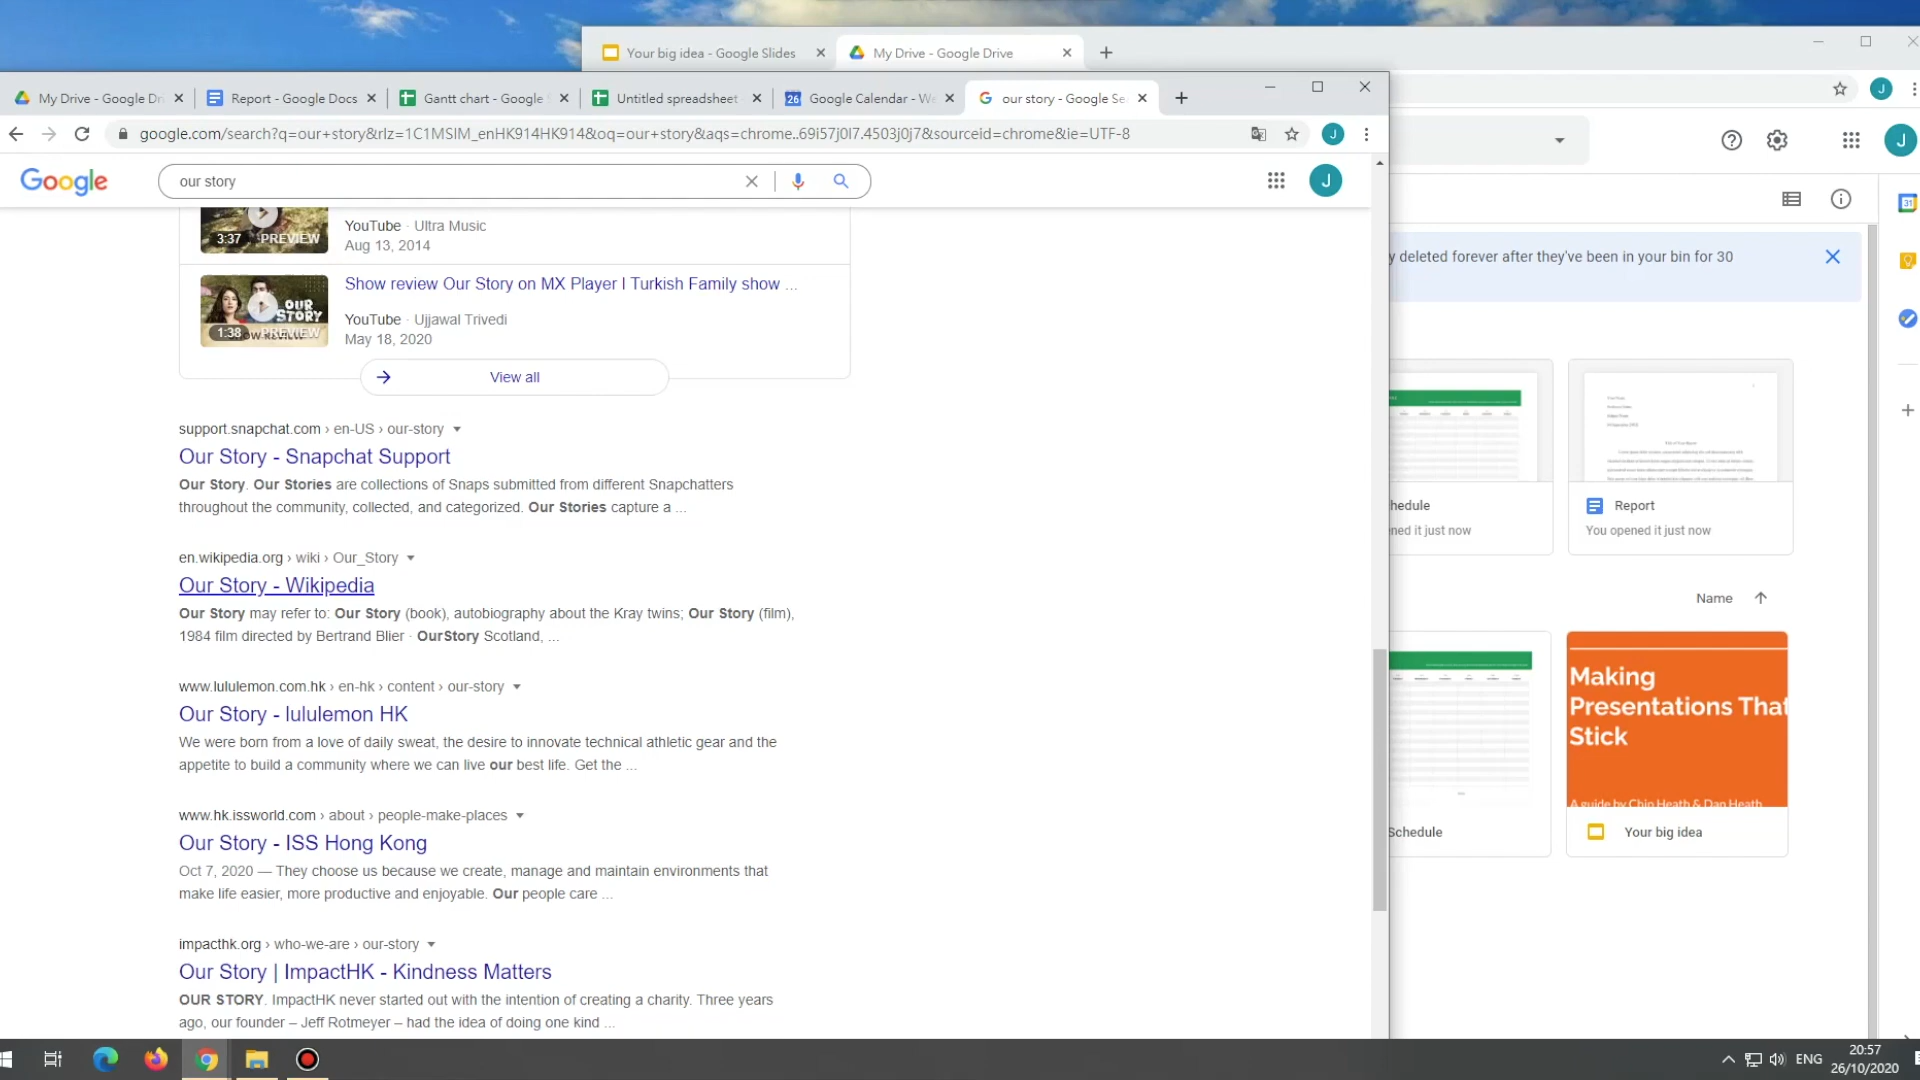 Your big idea - Google Slides
My Drive - Google Drive
My Drive - Google Dri
Report - Google Docs
Gantt chart - Google
Untitled spreadsheet
26
Google Calendar - We
our story - Google Se
google.com/search?q=our+story&rlz=1C1MSIM_enHK914HK914&oq=our+story&aqs=chrome..69i57j0l7.4503j0j7&sourceid=chrome&ie=UTF-8
J
J
J
Google
our story
J
31
3:37 PREVIEW
YouTube · Ultra Music
Aug 13, 2014
y deleted forever after they've been in your bin for 30
OUR STORY
1:38 PREVIEW
Show review Our Story on MX Player I Turkish Family show ...
YouTube · Ujjawal Trivedi
May 18, 2020
View all
support.snapchat.com › en-US › our-story
Our Story - Snapchat Support
Our Story. Our Stories are collections of Snaps submitted from different Snapchatters
throughout the community, collected, and categorized. Our Stories capture a ...
en.wikipedia.org › wiki › Our_Story
Our Story - Wikipedia
Our Story may refer to: Our Story (book), autobiography about the Kray twins; Our Story (film),
1984 film directed by Bertrand Blier · OurStory Scotland, ...
www.lululemon.com.hk › en-hk › content › our-story
Our Story - lululemon HK
We were born from a love of daily sweat, the desire to innovate technical athletic gear and the
appetite to build a community where we can live our best life. Get the ...
www.hk.issworld.com › about › people-make-places
Our Story - ISS Hong Kong
Oct 7, 2020 — They choose us because we create, manage and maintain environments that
make life easier, more productive and enjoyable. Our people care ...
impacthk.org › who-we-are › our-story
Our Story | ImpactHK - Kindness Matters
OUR STORY. ImpactHK never started out with the intention of creating a charity. Three years
ago, our founder – Jeff Rotmeyer – had the idea of doing one kind ...
hedule
ned it just now
Report
You opened it just now
Name
Making
Presentations That
Stick
A guide by Chip Heath & Dan Heath
Schedule
Your big idea
ENG
20:57
26/10/2020